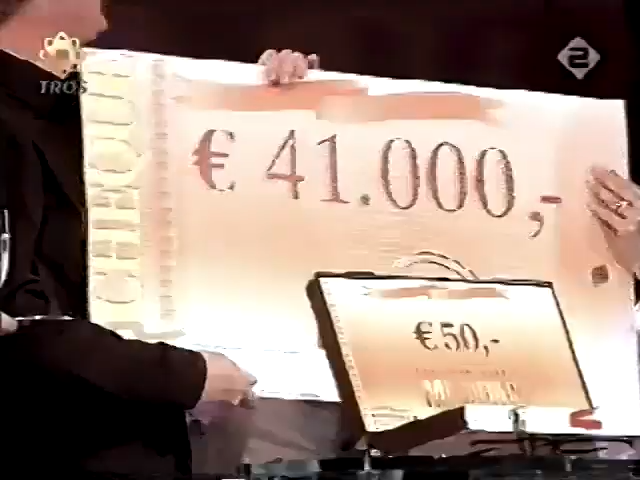 TROS
2
CHEQUE
€ 41.000,-
€50,-